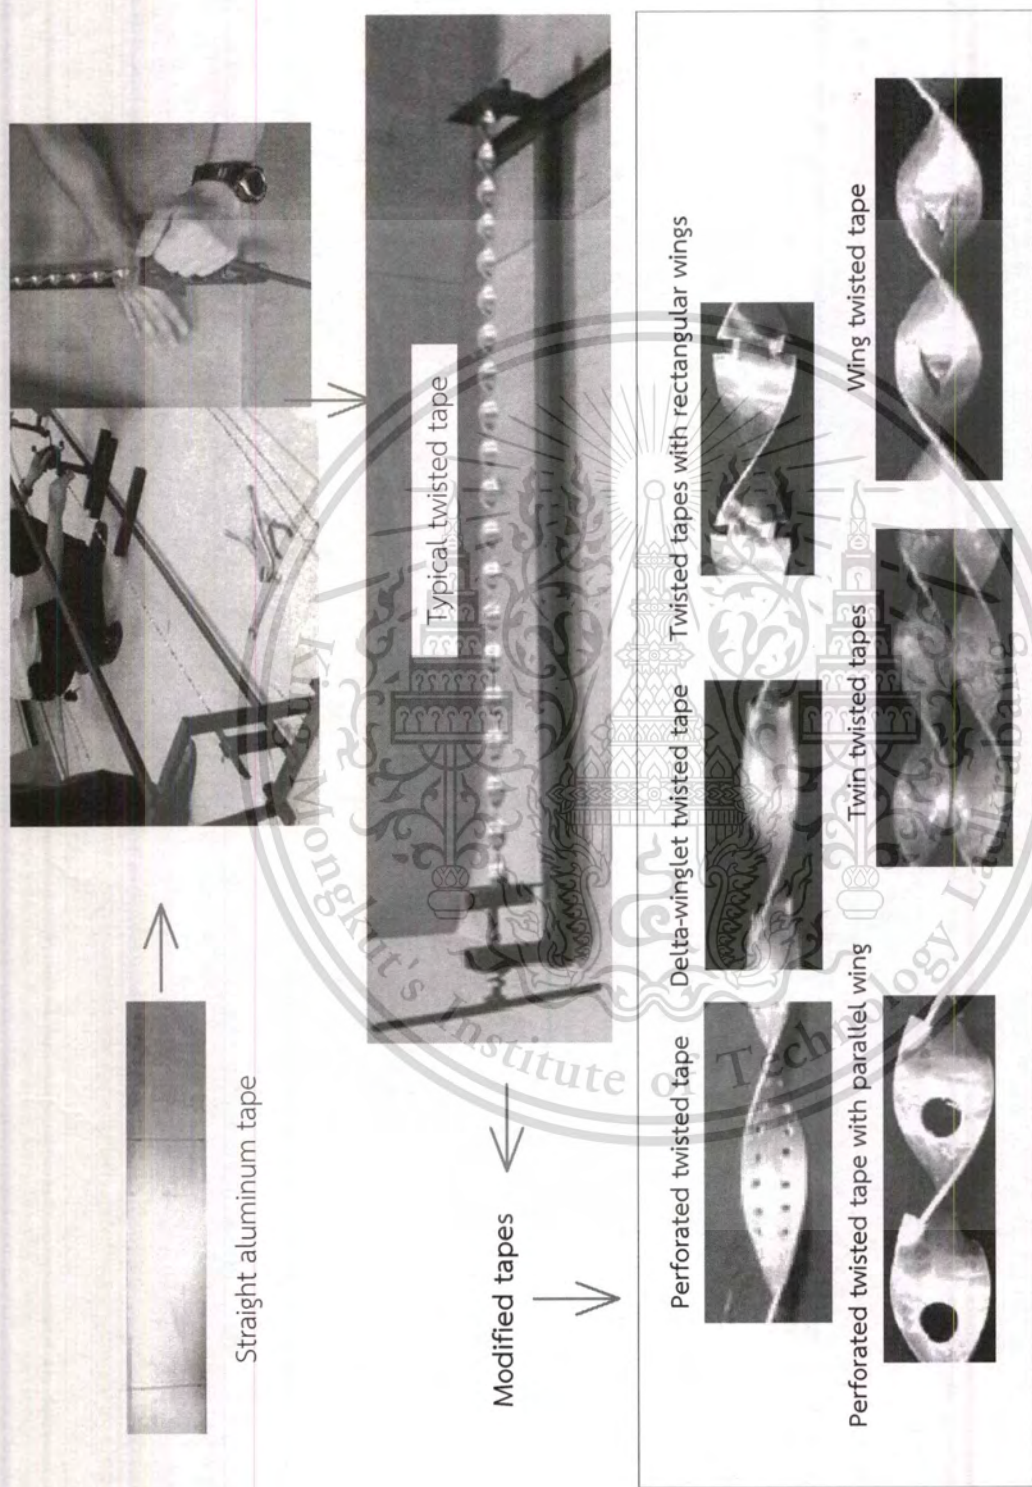 Straight aluminum tape
Typical twisted tape
Modified tapes
Perforated twisted tape
Delta-winglet twisted tape
Twisted tapes with rectangular wings
Perforated twisted tape with parallel wing
Twin twisted tapes
Wing twisted tape
King Mongkut's Institute of Technology Ladkrabang